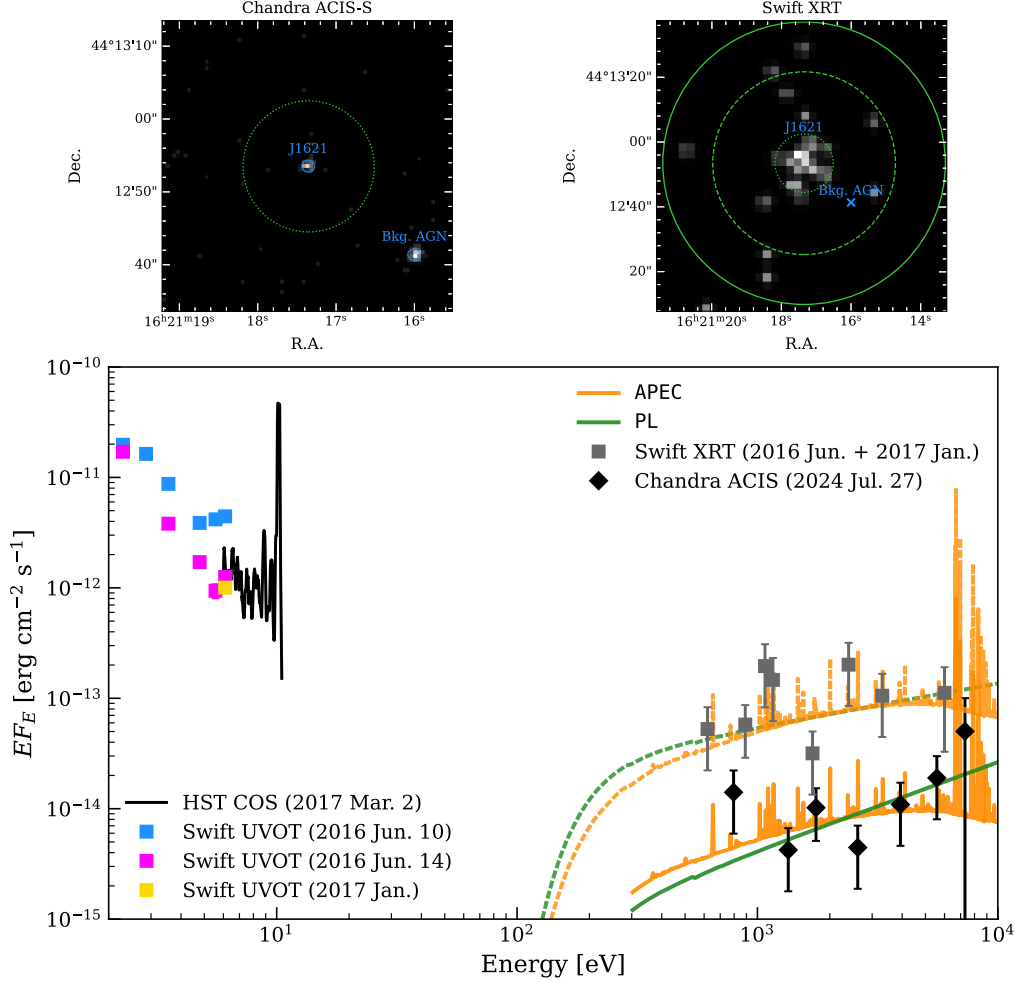 Chandra ACIS-S
Swift XRT
Dec.
44°13'10"
00"
12'50"
40"
J1621
Bkg. AGN
16ʰ21ᵐ19ˢ
18ˢ
17ˢ
16ˢ
R.A.
Dec.
44°13'20"
00"
12'40"
20"
J1621
Bkg. AGN
16ʰ21ᵐ20ˢ
18ˢ
16ˢ
14ˢ
R.A.
EF_E [erg cm⁻² s⁻¹]
10⁻¹⁰
10⁻¹¹
10⁻¹²
10⁻¹³
10⁻¹⁴
10⁻¹⁵
APEC
PL
Swift XRT (2016 Jun. + 2017 Jan.)
Chandra ACIS (2024 Jul. 27)
HST COS (2017 Mar. 2)
Swift UVOT (2016 Jun. 10)
Swift UVOT (2016 Jun. 14)
Swift UVOT (2017 Jan.)
10¹
10²
10³
10⁴
Energy [eV]